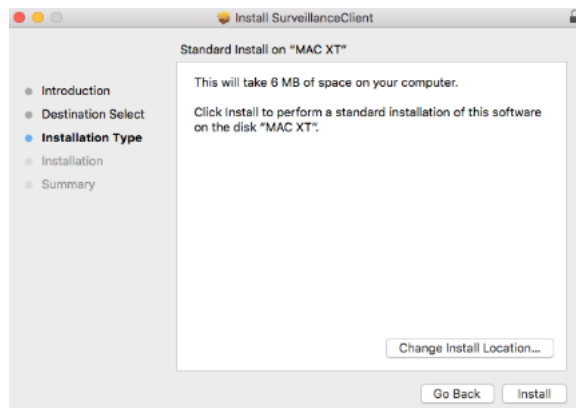 Install SurveillanceClient
Standard Install on “MAC XT”
Introduction
Destination Select
Installation Type
Installation
Summary
This will take 6 MB of space on your computer.
Click Install to perform a standard installation of this software
on the disk “MAC XT”.
Change Install Location...
Go Back
Install